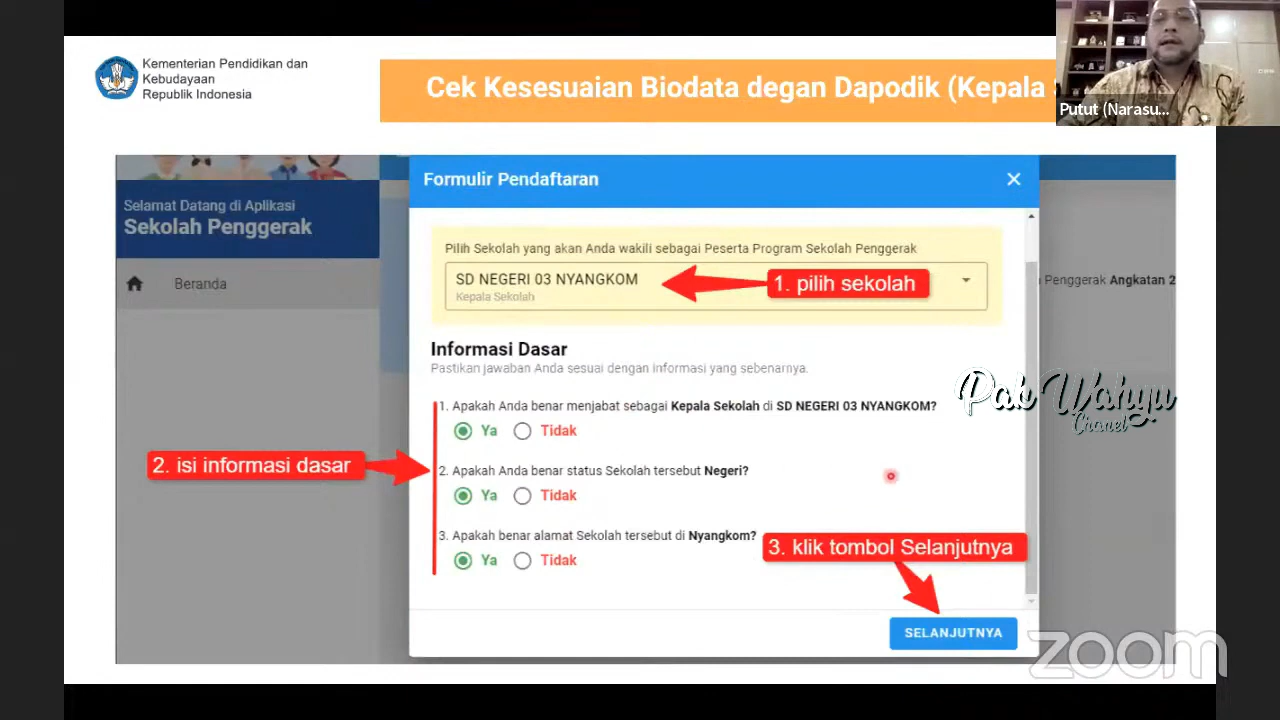 Kementerian Pendidikan dan
Kebudayaan
Republik Indonesia
Cek Kesesuaian Biodata degan Dapodik (Kepala
Putut (Narasu...
Selamat Datang di Aplikasi
Sekolah Penggerak
Beranda
Formulir Pendaftaran
Pilih Sekolah yang akan Anda wakili sebagai Peserta Program Sekolah Penggerak
SD NEGERI 03 NYANGKOM
Kepala Sekolah
1. pilih sekolah
Penggerak Angkatan 2
Informasi Dasar
Pastikan jawaban Anda sesuai dengan informasi yang sebenarnya.
Pak Wahyu
Chanel
1. Apakah Anda benar menjabat sebagai Kepala Sekolah di SD NEGERI 03 NYANGKOM?
Ya Tidak
2. isi informasi dasar
2. Apakah Anda benar status Sekolah tersebut Negeri?
Ya Tidak
3. Apakah benar alamat Sekolah tersebut di Nyangkom?
Ya Tidak
3. klik tombol Selanjutnya
SELANJUTNYA
zoom